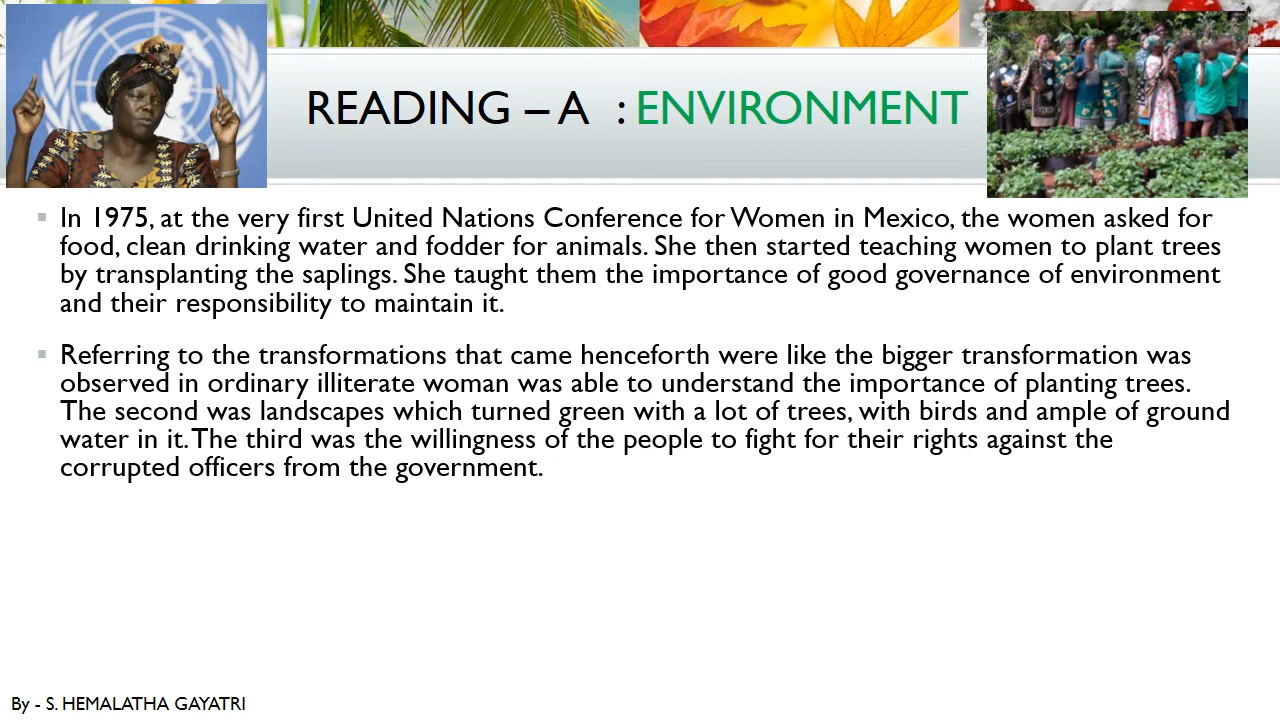 READING – A : ENVIRONMENT
▪ In 1975, at the very first United Nations Conference for Women in Mexico, the women asked for
food, clean drinking water and fodder for animals. She then started teaching women to plant trees
by transplanting the saplings. She taught them the importance of good governance of environment
and their responsibility to maintain it.
▪ Referring to the transformations that came henceforth were like the bigger transformation was
observed in ordinary illiterate woman was able to understand the importance of planting trees.
The second was landscapes which turned green with a lot of trees, with birds and ample of ground
water in it. The third was the willingness of the people to fight for their rights against the
corrupted officers from the government.
By - S. HEMALATHA GAYATRI